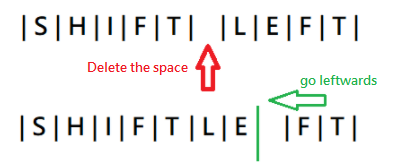 |S|H|I|F|T| |L|E|F|T|
Delete the space
go leftwards
|S|H|I|F|T|L|E| |F|T|